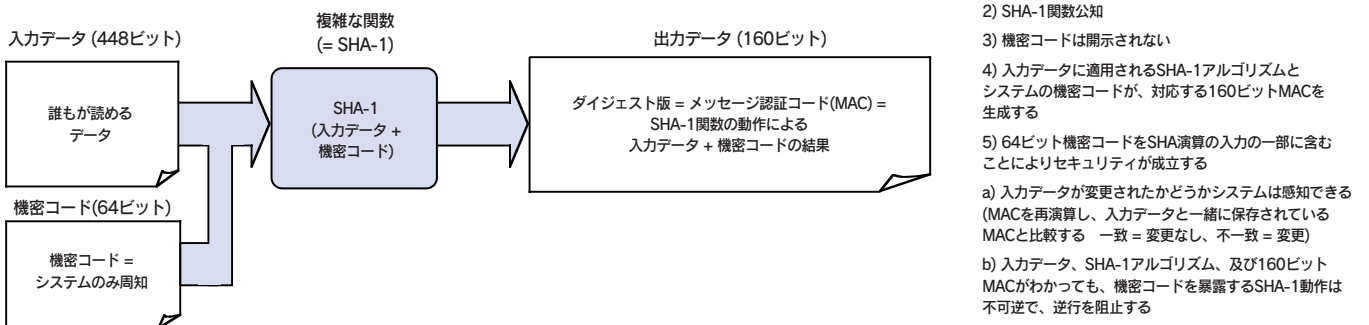 入力データ (448ビット)
誰もが読める
データ
機密コード(64ビット)
機密コード =
システムのみ周知
複雑な関数
(= SHA-1)
SHA-1
(入力データ +
機密コード)
出力データ (160ビット)
ダイジェスト版 = メッセージ認証コード(MAC) =
SHA-1関数の動作による
入力データ + 機密コードの結果
2) SHA-1関数公知
3) 機密コードは開示されない
4) 入力データに適用されるSHA-1アルゴリズムと
システムの機密コードが、対応する160ビットMACを
生成する
5) 64ビット機密コードをSHA演算の入力の一部に含む
ことによりセキュリティが成立する
a) 入力データが変更されたかどうかシステムは感知できる
(MACを再演算し、入力データと一緒に保存されている
MACと比較する　一致 = 変更なし、不一致 = 変更)
b) 入力データ、SHA-1アルゴリズム、及び160ビット
MACがわかっても、機密コードを暴露するSHA-1動作は
不可逆で、逆行を阻止する